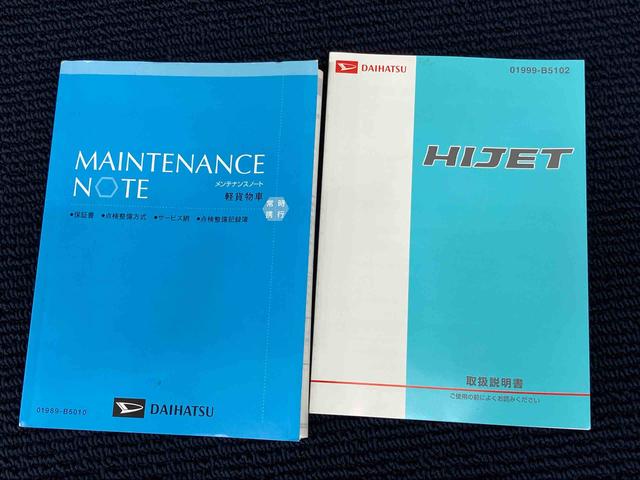 MAINTENANCE
NOTE
メンテナンスノート
軽貨物車
常時
携行
●保証書 ●点検整備方式 ●サービス網 ●点検整備記録簿
01989-B5010
DAIHATSU
DAIHATSU
01999-B5102
HIJET
取扱説明書
ご使用の前によくお読みください